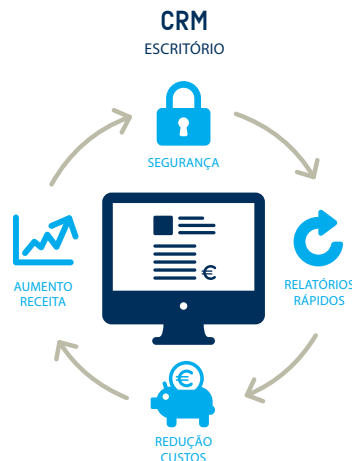 CRM
ESCRITÓRIO
SEGURANÇA
€
AUMENTO
RECEITA
RELATÓRIOS
RÁPIDOS
€
REDUÇÃO
CUSTOS